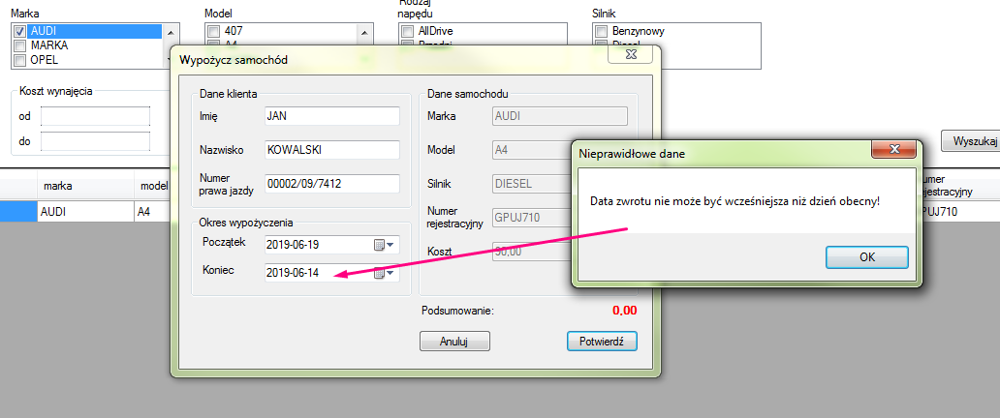 Marka
AUDI
MARKA
OPEL
Model
407
A4
Rodzaj
napędu
AllDrive
Przedni
Silnik
Benzynowy
Diesel
Koszt wynajęcia
od
do
Wyszukaj
marka
model
numer
rejestracyjny
AUDI
A4
GPUJ710
Wypożycz samochód
Dane klienta
Imię
JAN
Nazwisko
KOWALSKI
Numer
prawa jazdy
00002/09/7412
Okres wypożyczenia
Początek
2019-06-19
Koniec
2019-06-14
Dane samochodu
Marka
AUDI
Model
A4
Silnik
DIESEL
Numer
rejestracyjny
GPUJ710
Koszt
90,00
Podsumowanie:
0,00
Anuluj
Potwierdź
Nieprawidłowe dane
Data zwrotu nie może być wcześniejsza niż dzień obecny!
OK